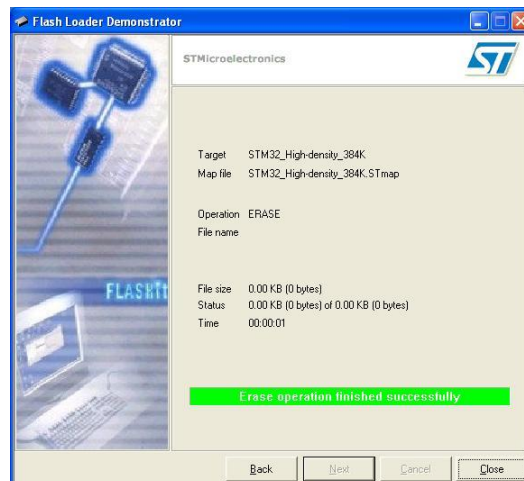 Flash Loader Demonstrator
STMicroelectronics
ST
Target STM32_High-density_384K
Map file STM32_High-density_384K.STmap
Operation ERASE
File name
File size 0.00 KB (0 bytes)
Status 0.00 KB (0 bytes) of 0.00 KB (0 bytes)
Time 00:00:01
FLASHit
Erase operation finished successfully
Back Next Cancel Close